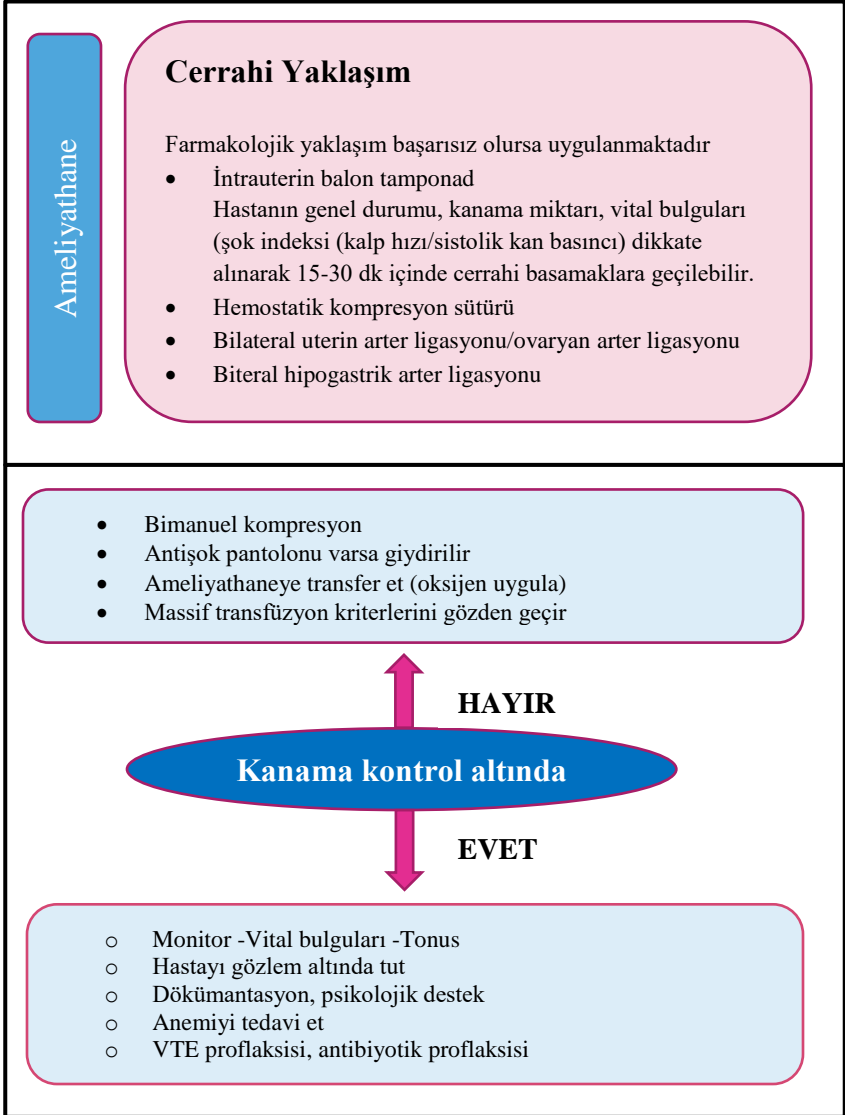 Ameliyathane
Cerrahi Yaklaşım
Farmakolojik yaklaşım başarısız olursa uygulanmaktadır
• İntrauterin balon tamponad
Hastanın genel durumu, kanama miktarı, vital bulguları
(şok indeksi (kalp hızı/sistolik kan basıncı) dikkate
alınarak 15-30 dk içinde cerrahi basamaklara geçilebilir.
• Hemostatik kompresyon sütürü
• Bilateral uterin arter ligasyonu/ovaryan arter ligasyonu
• Biteral hipogastrik arter ligasyonu
• Bimanuel kompresyon
• Antişok pantolonu varsa giydirilir
• Ameliyathaneye transfer et (oksijen uygula)
• Massif transfüzyon kriterlerini gözden geçir
HAYIR
Kanama kontrol altında
EVET
o Monitor -Vital bulguları -Tonus
o Hastayı gözlem altında tut
o Dökümantasyon, psikolojik destek
o Anemiyi tedavi et
o VTE proflaksisi, antibiyotik proflaksisi